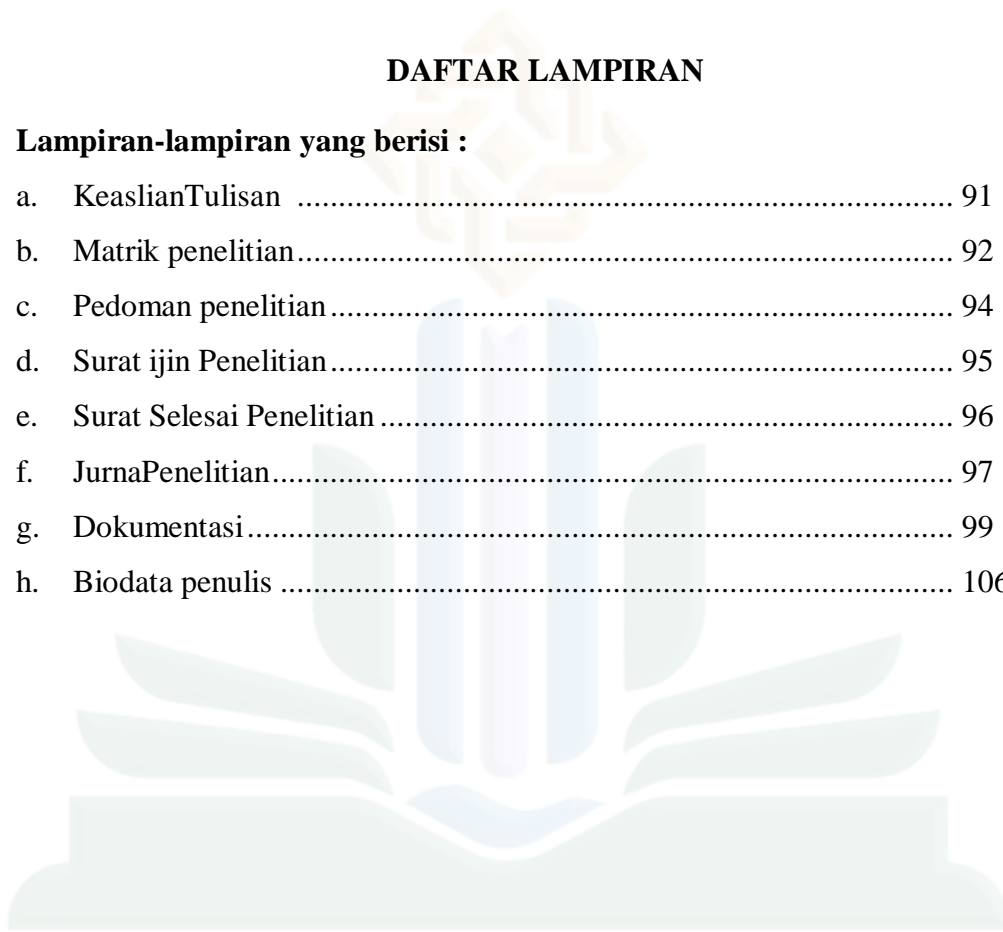 DAFTAR LAMPIRAN
Lampiran-lampiran yang berisi :
a. KeaslianTulisan ........................................................................... 91
b. Matrik penelitian........................................................................... 92
c. Pedoman penelitian....................................................................... 94
d. Surat ijin Penelitian....................................................................... 95
e. Surat Selesai Penelitian ................................................................. 96
f. JurnaPenelitian.............................................................................. 97
g. Dokumentasi................................................................................. 99
h. Biodata penulis ............................................................................. 106